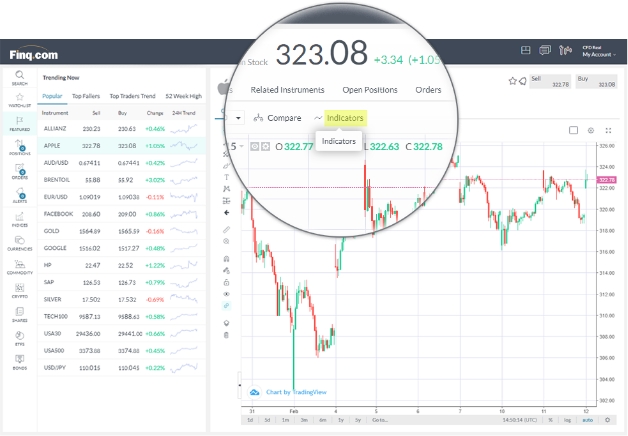 Finq.com
CFD Real
My Account
SEARCH
WATCHLIST
FEATURED
POSITIONS
ORDERS
ALERTS
INDICES
CURRENCIES
COMMODITY
CRYPTO
SHARES
ETFS
BONDS
Trending Now
Popular Top Fallers Top Traders Trend 52 Week High
Instrument Sell Buy Change 24H Trend
ALLIANZ 230.23 230.63 +0.46%
APPLE 322.78 323.08 +1.05%
AUD/USD 0.67411 0.67441 +0.42%
BRENTOIL 55.88 55.92 +3.02%
EUR/USD 1.09019 -0.11%
FACEBOOK 208.60 209.00 +0.86%
GOLD 1564.89 1565.59 -0.16%
GOOGLE 1516.02 1517.27 +0.48%
HP 22.47 22.52 +1.22%
SAP 126.53 126.73 +0.79%
SILVER 17.502 17.532 -0.69%
TECH100 9587.13 9588.63 +0.58%
USA30 29436.00 29441.00 +0.66%
USA500 3373.88 3374.88 +0.45%
USD/JPY 110.015 110.045 +0.22%
Stock 323.08 +3.34 (+1.05
Related Instruments Open Positions Orders
Compare Indicators
Indicators
O 322.77 L 322.63 C 322.78
Sell 322.78
Buy 323.08
326.00
324.00
322.78
322.00
320.00
318.00
316.00
314.00
312.00
310.00
308.00
306.00
304.00
302.00
Chart by TradingView
31 Feb 4 5 6 7 10 11 12
1d 5d 1m 3m 6m 1y 5y Go to...
14:50:14 (UTC) % log auto